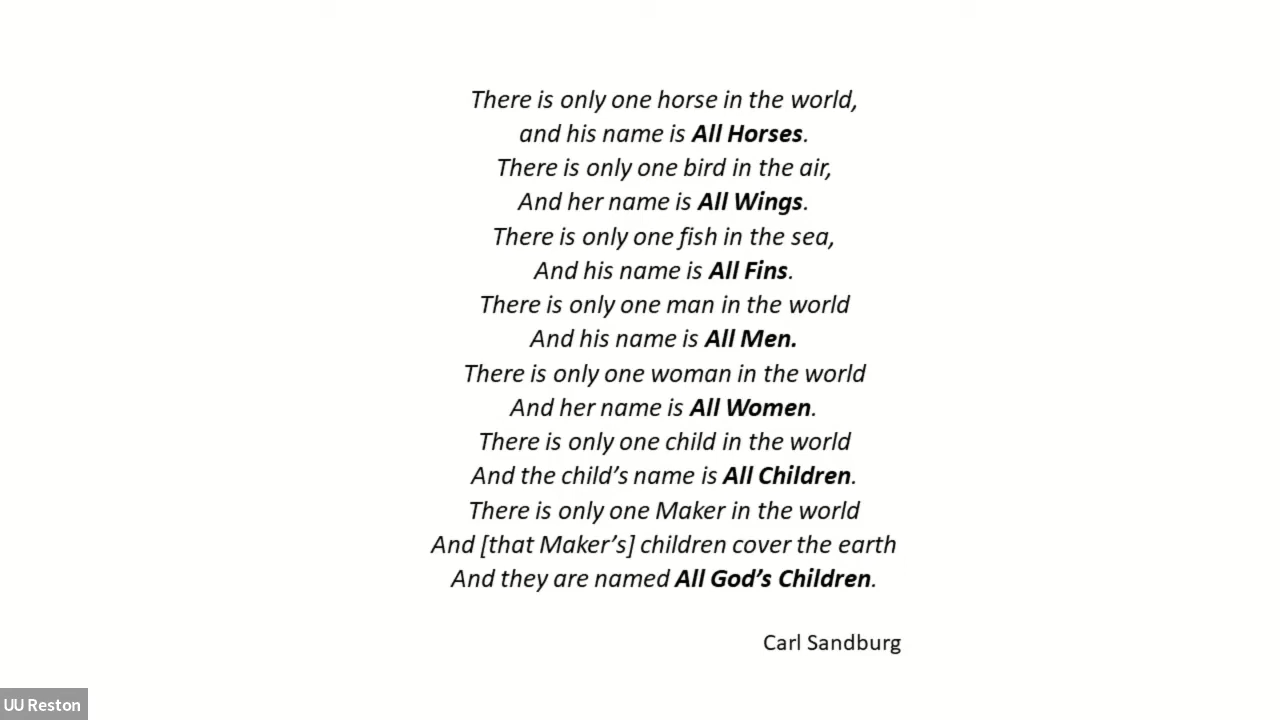 There is only one horse in the world,
and his name is All Horses.
There is only one bird in the air,
And her name is All Wings.
There is only one fish in the sea,
And his name is All Fins.
There is only one man in the world
And his name is All Men.
There is only one woman in the world
And her name is All Women.
There is only one child in the world
And the child’s name is All Children.
There is only one Maker in the world
And [that Maker’s] children cover the earth
And they are named All God’s Children.
Carl Sandburg
UU Reston